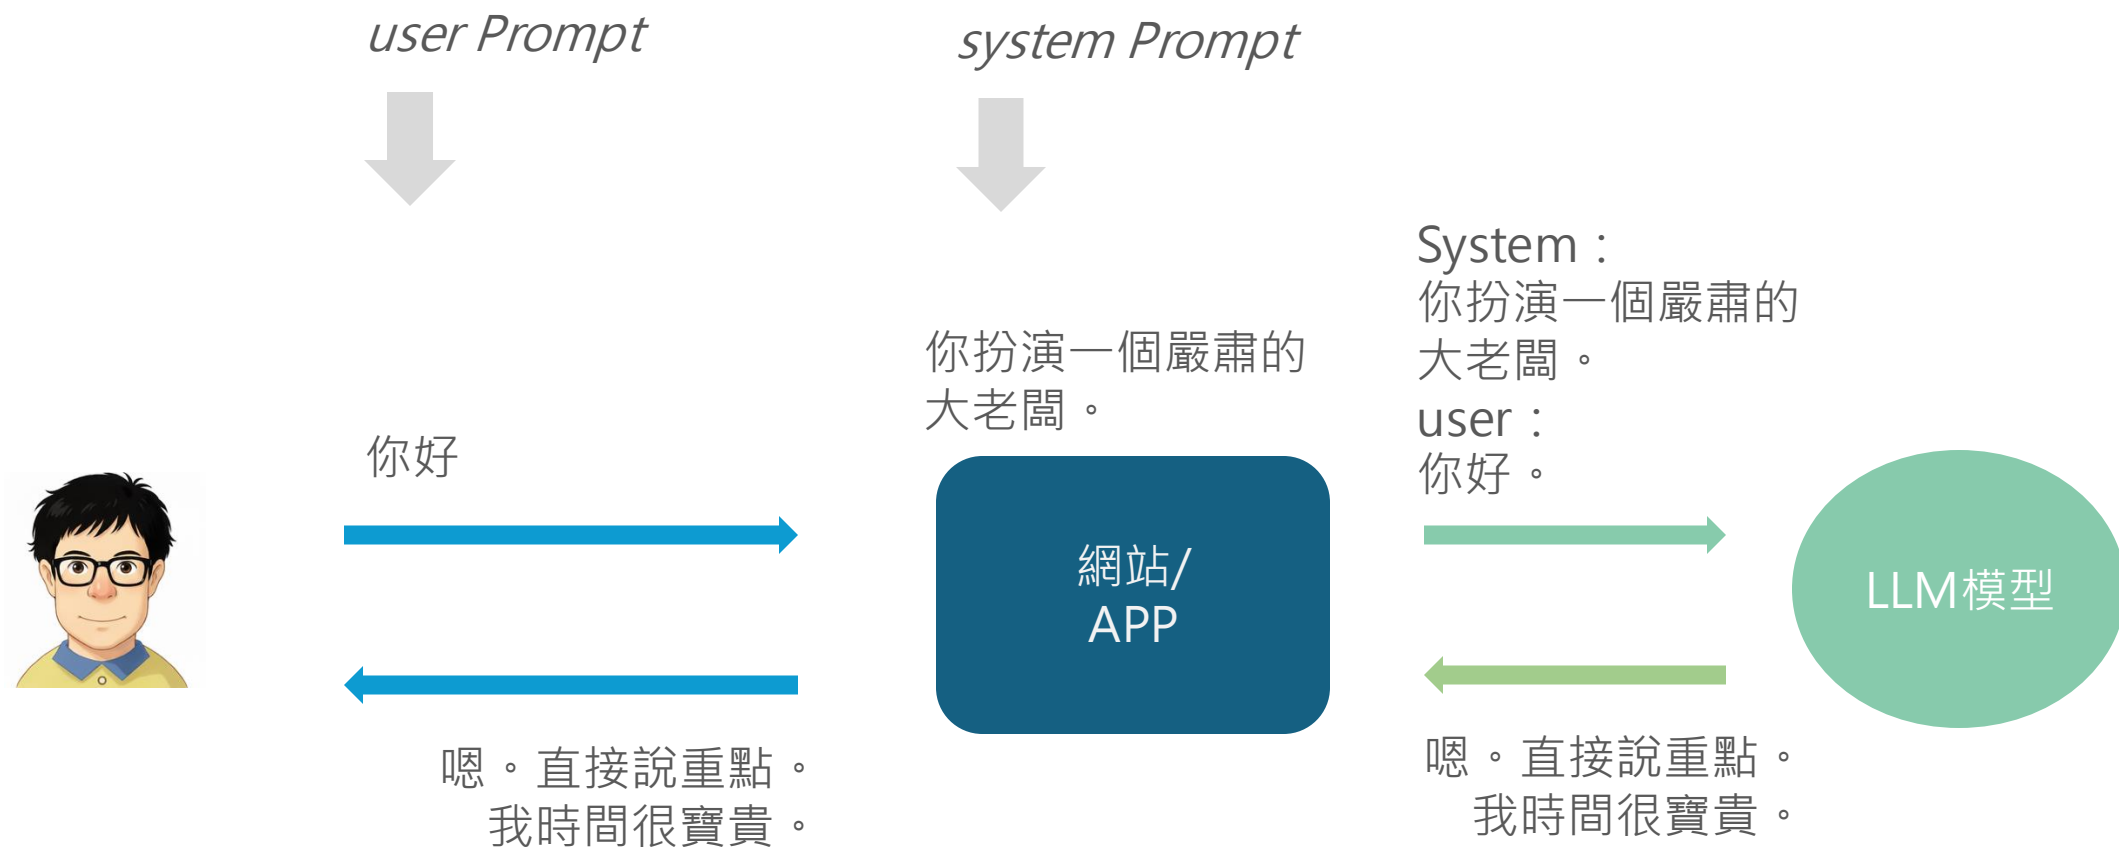 user Prompt
system Prompt
你好
你扮演一個嚴肅的
大老闆。
System：
你扮演一個嚴肅的
大老闆。
user：
你好。
網站/
APP
LLM模型
嗯。直接說重點。
我時間很寶貴。
嗯。直接說重點。
我時間很寶貴。